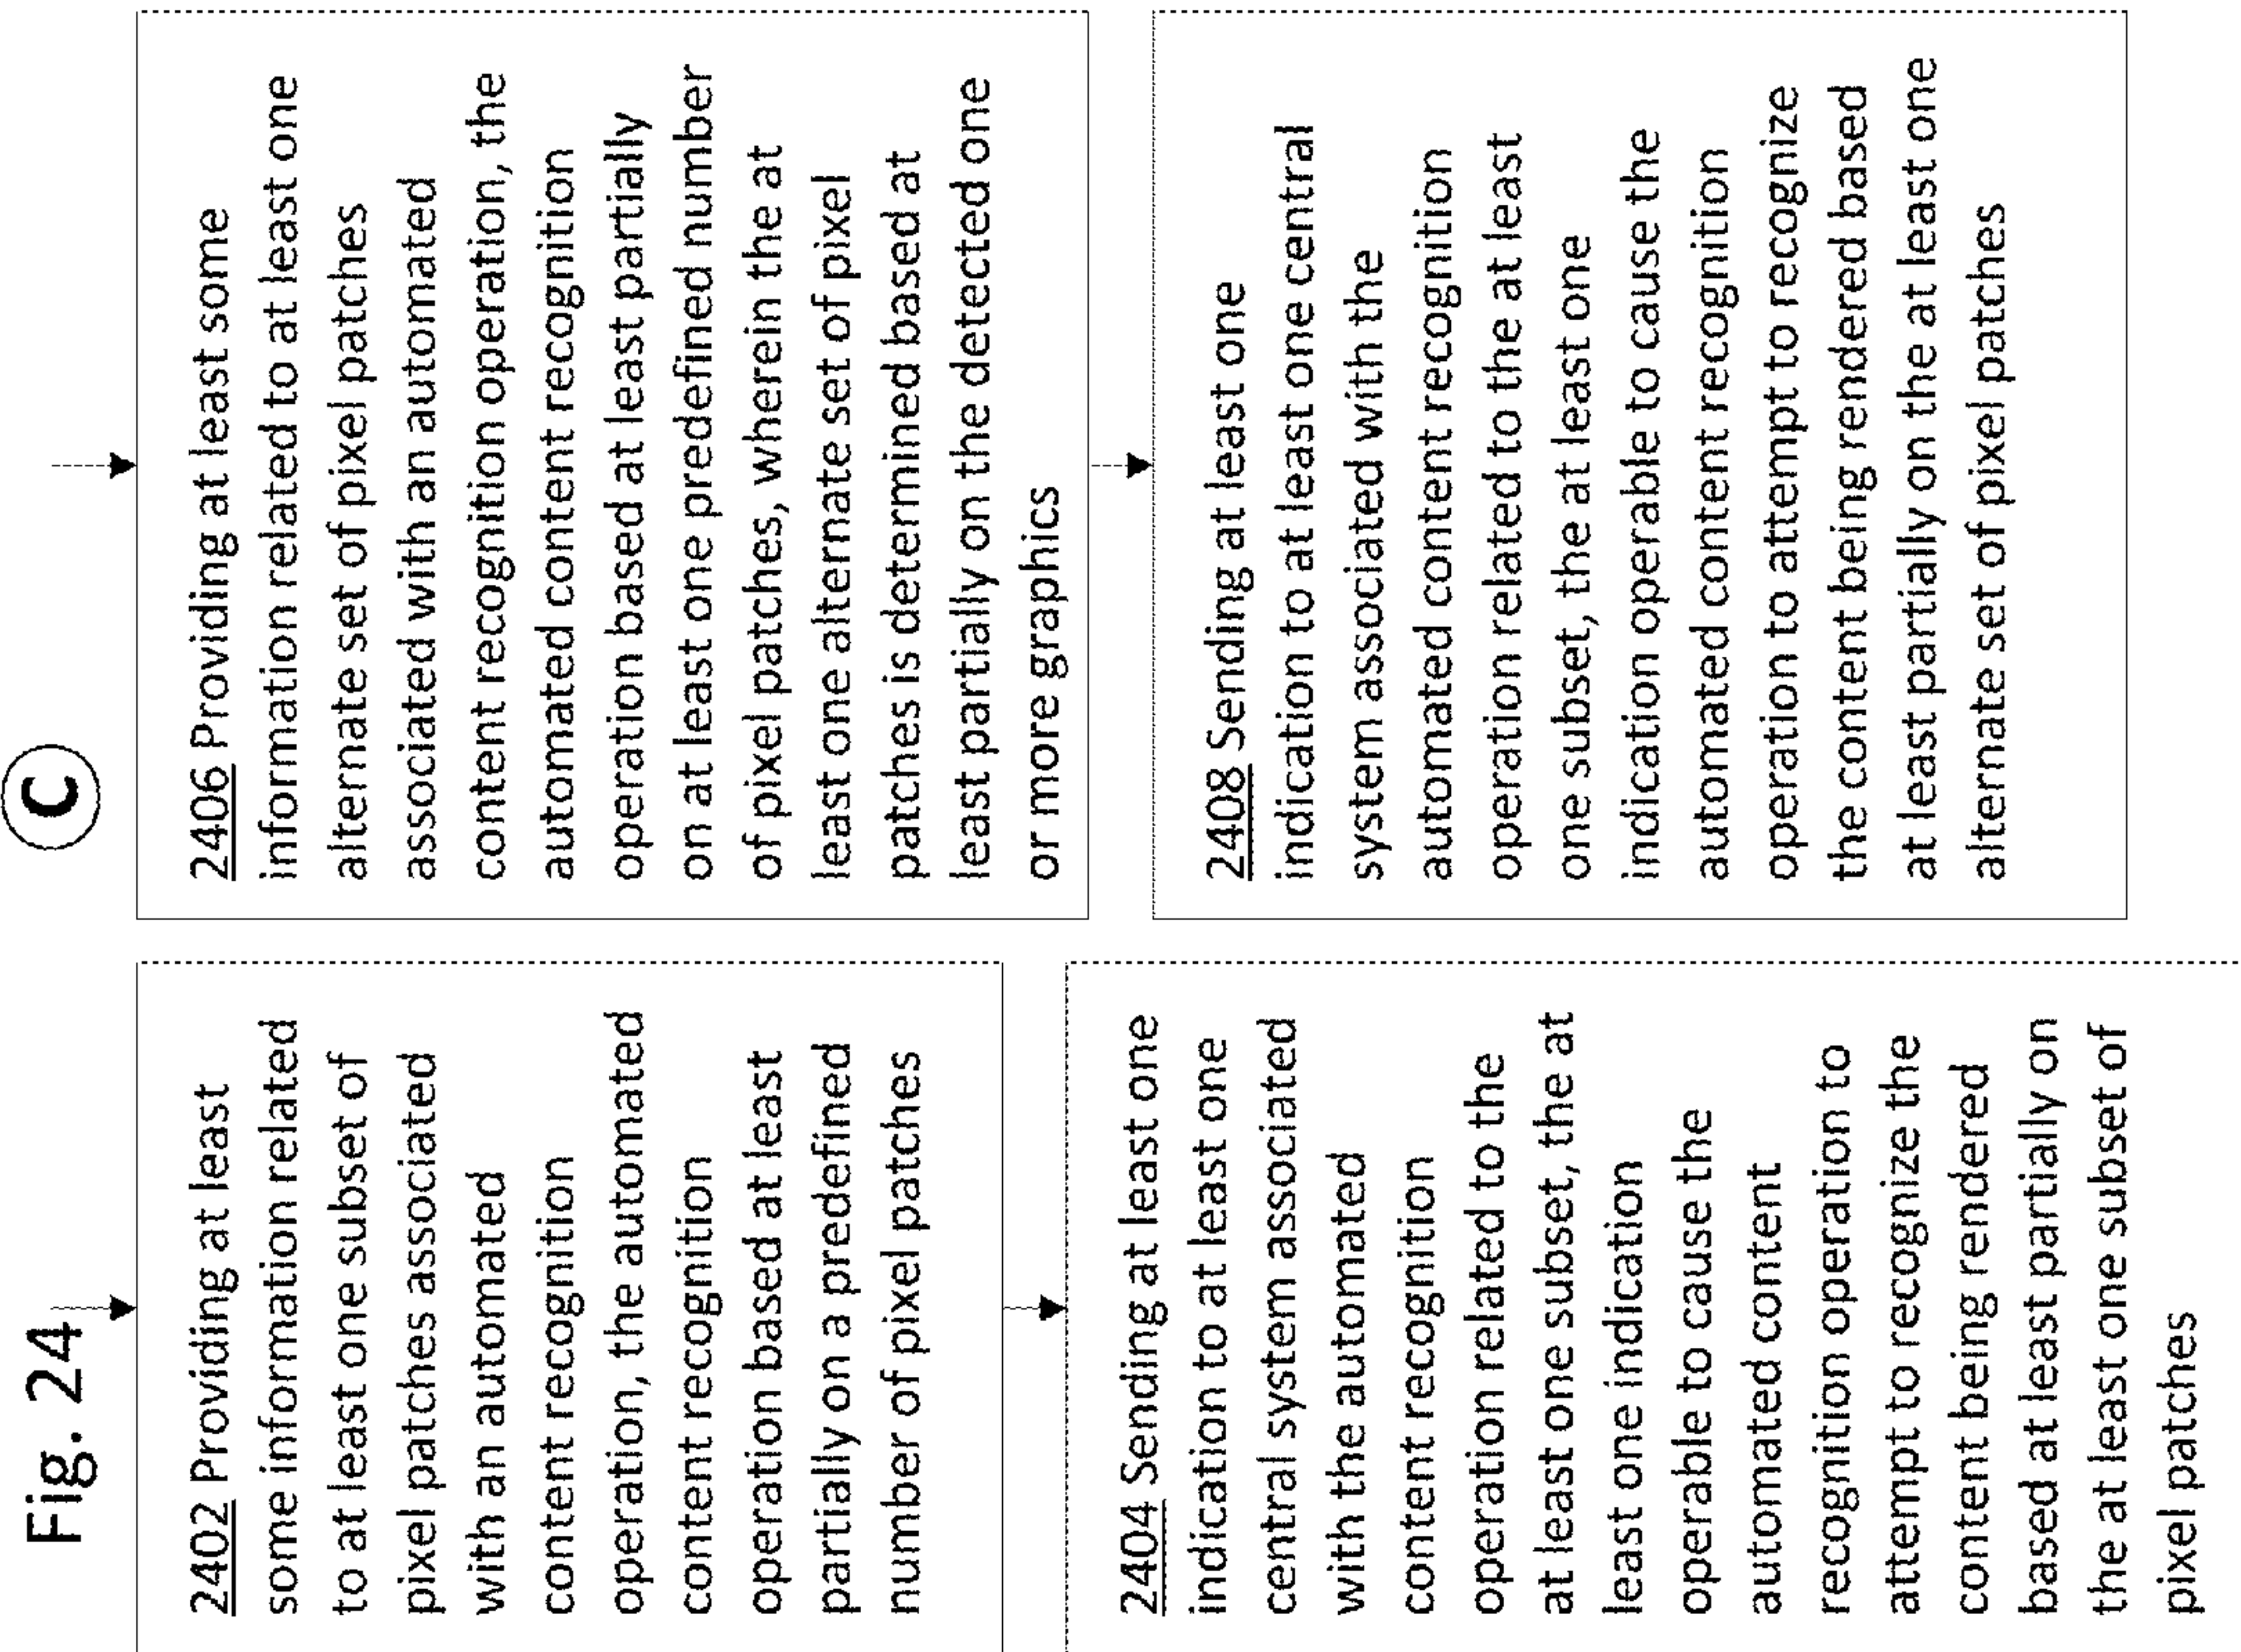 Fig. 24
2402 Providing at least
some information related
to at least one subset of
pixel patches associated
with an automated
content recognition
operation, the automated
content recognition
operation based at least
partially on a predefined
number of pixel patches
2404 Sending at least one
indication to at least one
central system associated
with the automated
content recognition
operation related to the
at least one subset, the at
least one indication
operable to cause the
automated content
recognition operation to
attempt to recognize the
content being rendered
based at least partially on
the at least one subset of
pixel patches
C
2406 Providing at least some
information related to at least one
alternate set of pixel patches
associated with an automated
content recognition operation, the
automated content recognition
operation based at least partially
on at least one predefined number
of pixel patches, wherein the at
least one alternate set of pixel
patches is determined based at
least partially on the detected one
or more graphics
2408 Sending at least one
indication to at least one central
system associated with the
automated content recognition
operation related to the at least
one subset, the at least one
indication operable to cause the
automated content recognition
operation to attempt to recognize
the content being rendered based
at least partially on the at least one
alternate set of pixel patches